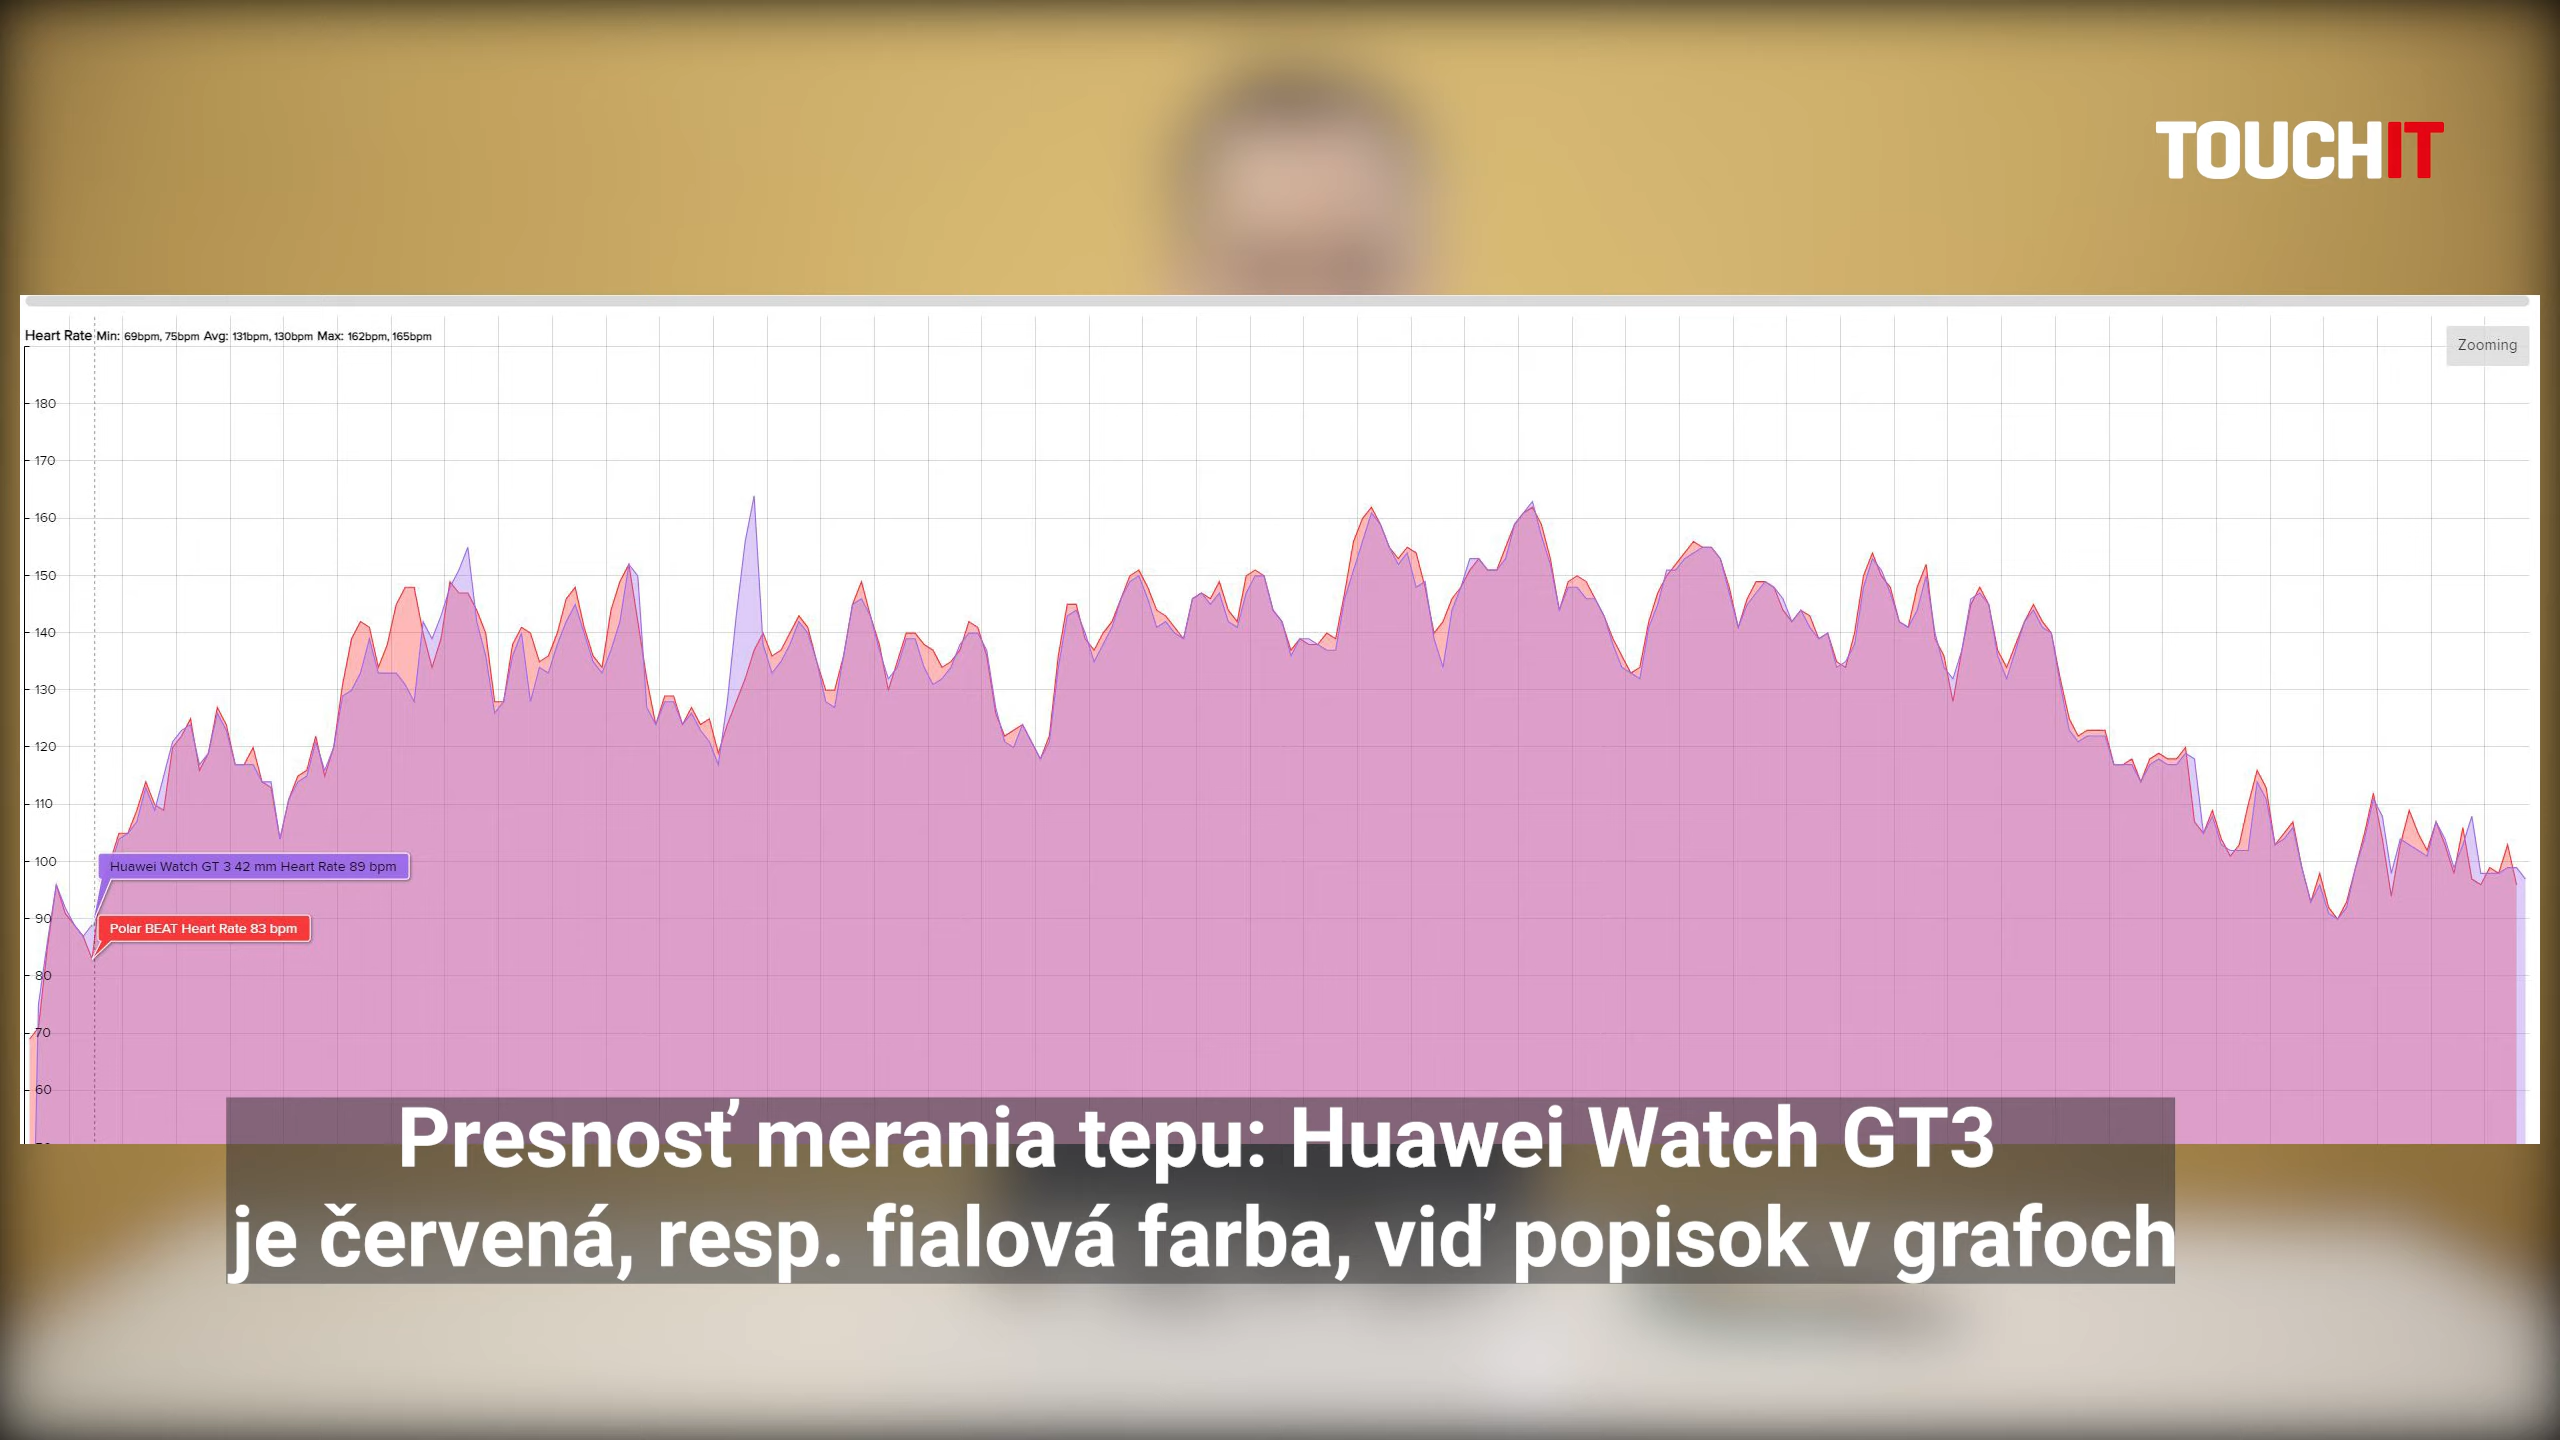 TOUCHIT
Heart Rate Min: 69bpm, 75bpm Avg: 131bpm, 130bpm Max: 162bpm, 165bpm
Zooming
180
170
160
150
140
130
120
110
100
Huawei Watch GT 3 42 mm Heart Rate 89 bpm
90
Polar BEAT Heart Rate 83 bpm
80
70
60
Presnosť merania tepu: Huawei Watch GT3
je červená, resp. fialová farba, viď popisok v grafoch